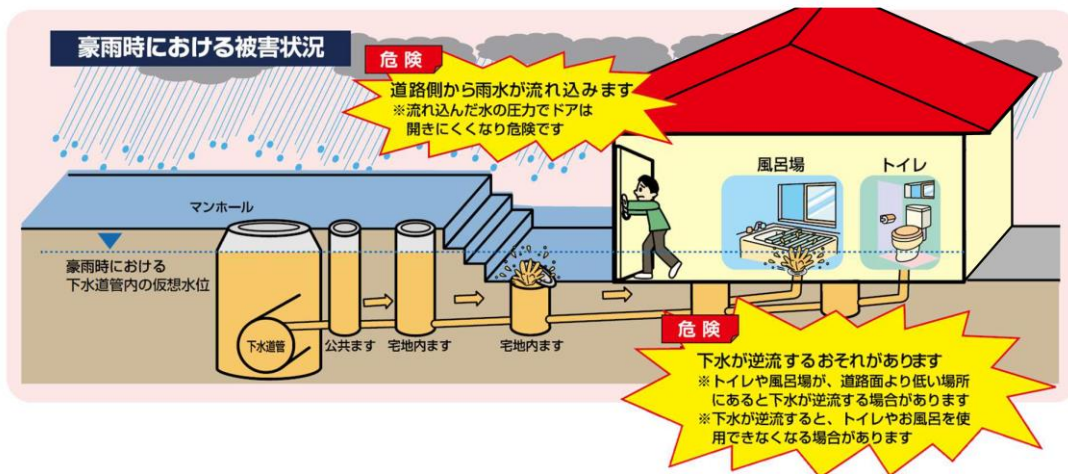 豪雨時における被害状況
危険
道路側から雨水が流れ込みます
※流れ込んだ水の圧力でドアは
開きにくくなり危険です
風呂場
トイレ
マンホール
豪雨時における
下水道管内の仮想水位
下水道管
公共ます
宅地内ます
宅地内ます
危険
下水が逆流するおそれがあります
※トイレや風呂場が、道路面より低い場所
にあると下水が逆流する場合があります
※下水が逆流すると、トイレやお風呂を使
用できなくなる場合があります